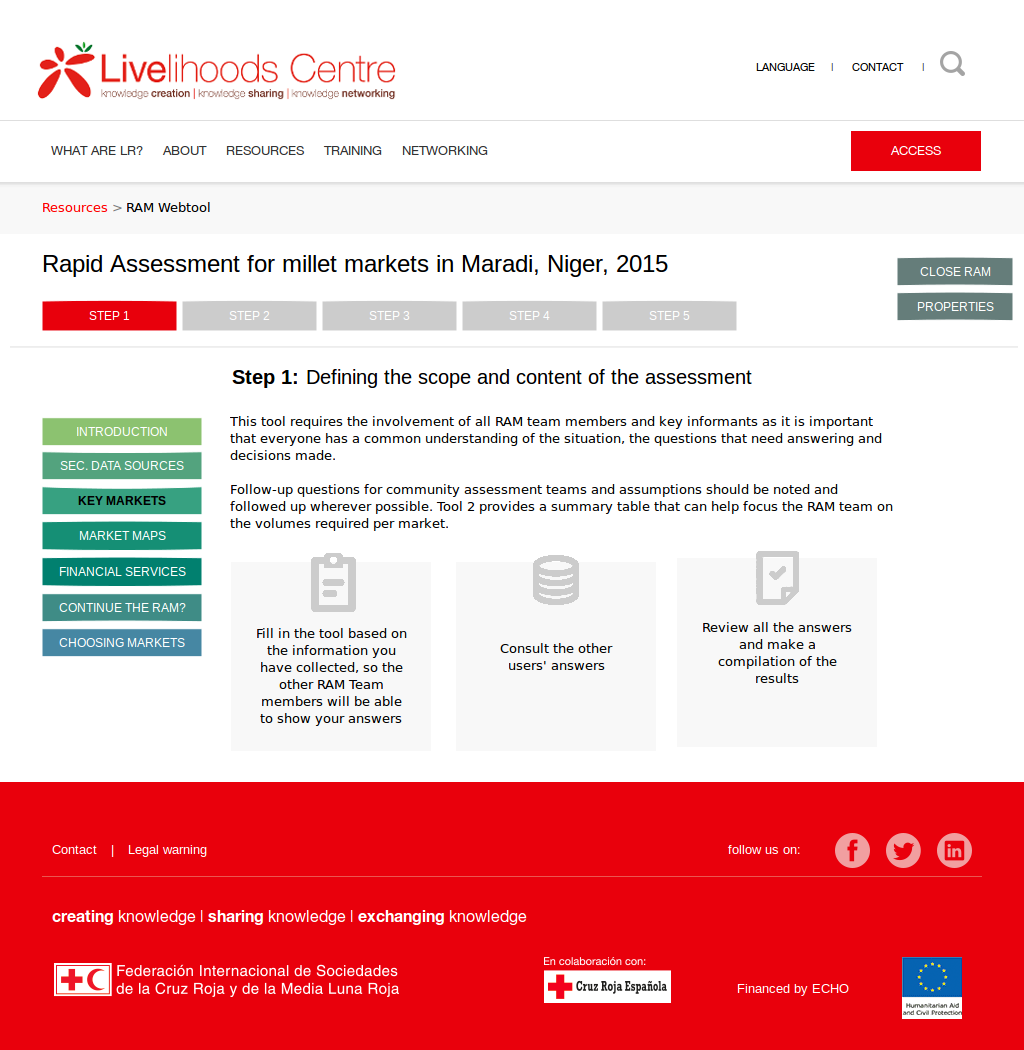 Livelihoods Centre
knowledge creation | knowledge sharing | knowledge networking
LANGUAGE | CONTACT |
WHAT ARE LR? ABOUT RESOURCES TRAINING NETWORKING ACCESS
Resources > RAM Webtool
Rapid Assessment for millet markets in Maradi, Niger, 2015
CLOSE RAM
PROPERTIES
STEP 1 STEP 2 STEP 3 STEP 4 STEP 5
Step 1: Defining the scope and content of the assessment
INTRODUCTION
SEC. DATA SOURCES
KEY MARKETS
MARKET MAPS
FINANCIAL SERVICES
CONTINUE THE RAM?
CHOOSING MARKETS
This tool requires the involvement of all RAM team members and key informants as it is important
that everyone has a common understanding of the situation, the questions that need answering and
decisions made.
Follow-up questions for community assessment teams and assumptions should be noted and
followed up wherever possible. Tool 2 provides a summary table that can help focus the RAM team on
the volumes required per market.
Fill in the tool based on
the information you
have collected, so the
other RAM Team
members will be able
to show your answers
Consult the other
users' answers
Review all the answers
and make a
compilation of the
results
Contact | Legal warning
follow us on:
creating knowledge | sharing knowledge | exchanging knowledge
Federación Internacional de Sociedades
de la Cruz Roja y de la Media Luna Roja
En colaboración con:
Cruz Roja Española
Financed by ECHO
Humanitarian Aid
and Civil Protection